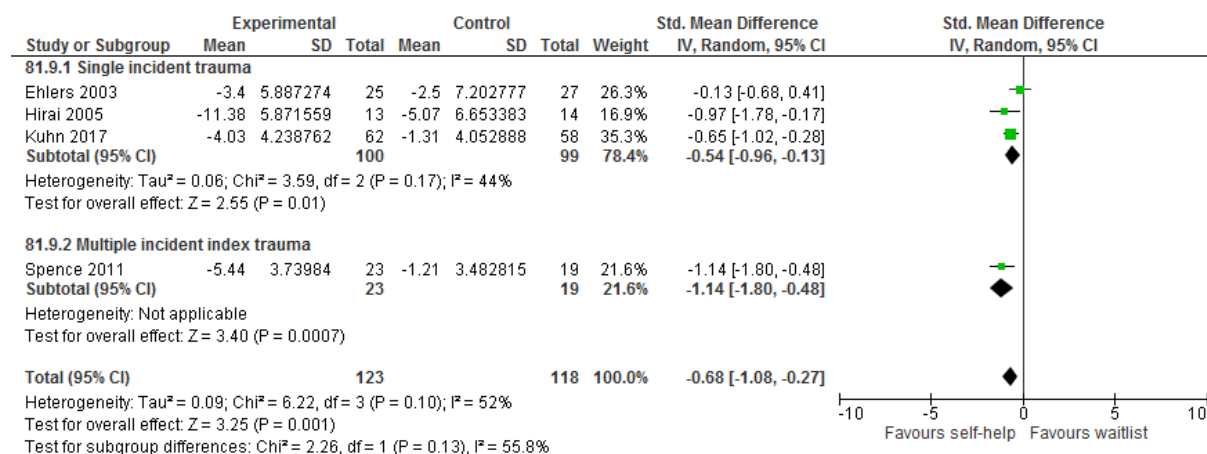 Experimental Control Std. Mean Difference Std. Mean Difference
Study or Subgroup Mean SD Total Mean SD Total Weight IV, Random, 95% CI IV, Random, 95% CI
81.9.1 Single incident trauma
Ehlers 2003 -3.4 5.887274 25 -2.5 7.202777 27 26.3% -0.13 [-0.68, 0.41]
Hirai 2005 -11.38 5.871559 13 -5.07 6.653383 14 16.9% -0.97 [-1.78, -0.17]
Kuhn 2017 -4.03 4.238762 62 -1.31 4.052888 58 35.3% -0.65 [-1.02, -0.28]
Subtotal (95% CI) 100 99 78.4% -0.54 [-0.96, -0.13]
Heterogeneity: Tau² = 0.06; Chi² = 3.59, df = 2 (P = 0.17); I² = 44%
Test for overall effect: Z = 2.55 (P = 0.01)
81.9.2 Multiple incident index trauma
Spence 2011 -5.44 3.73984 23 -1.21 3.482815 19 21.6% -1.14 [-1.80, -0.48]
Subtotal (95% CI) 23 19 21.6% -1.14 [-1.80, -0.48]
Heterogeneity: Not applicable
Test for overall effect: Z = 3.40 (P = 0.0007)
Total (95% CI) 123 118 100.0% -0.68 [-1.08, -0.27]
Heterogeneity: Tau² = 0.09; Chi² = 6.22, df = 3 (P = 0.10); I² = 52%
Test for overall effect: Z = 3.25 (P = 0.001)
Test for subgroup differences: Chi² = 2.26, df = 1 (P = 0.13), I² = 55.8%
-10 -5 0 5 10
Favours self-help Favours waitlist